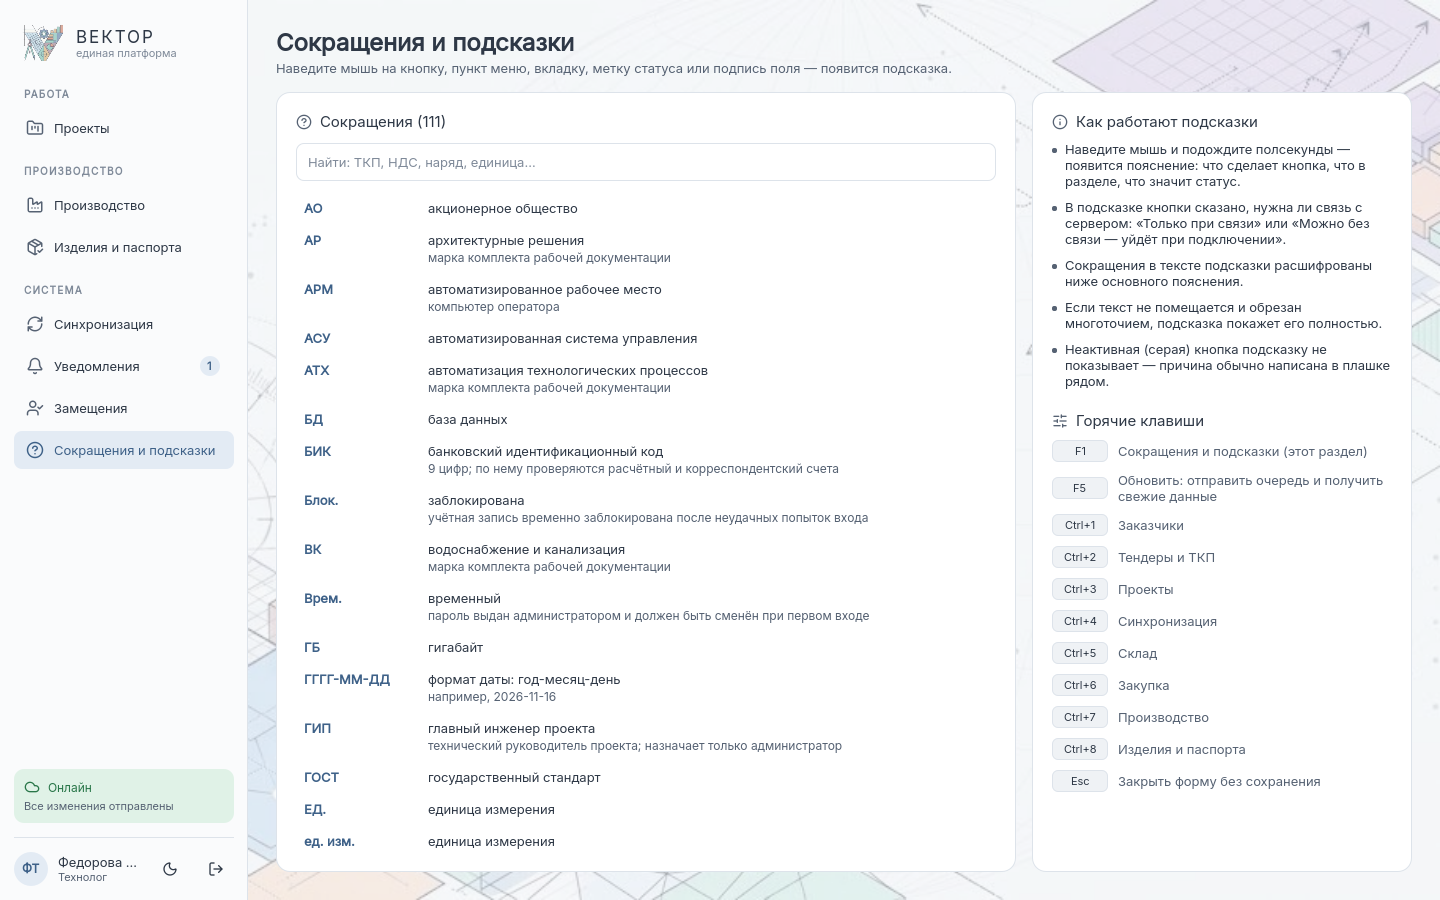 ВЕКТОР
единая платформа
РАБОТА
Проекты
ПРОИЗВОДСТВО
Производство
Изделия и паспорта
СИСТЕМА
Синхронизация
Уведомления 1
Замещения
Сокращения и подсказки
Онлайн
Все изменения отправлены
ФТ
Федорова ...
Технолог
Сокращения и подсказки
Наведите мышь на кнопку, пункт меню, вкладку, метку статуса или подпись поля — появится подсказка.
Сокращения (111)
Найти: ТКП, НДС, наряд, единица...
АО акционерное общество
АР архитектурные решения
марка комплекта рабочей документации
АРМ автоматизированное рабочее место
компьютер оператора
АСУ автоматизированная система управления
АТХ автоматизация технологических процессов
марка комплекта рабочей документации
БД база данных
БИК банковский идентификационный код
9 цифр; по нему проверяются расчётный и корреспондентский счета
Блок. заблокирована
учётная запись временно заблокирована после неудачных попыток входа
ВК водоснабжение и канализация
марка комплекта рабочей документации
Врем. временный
пароль выдан администратором и должен быть сменён при первом входе
ГБ гигабайт
ГГГГ-ММ-ДД формат даты: год-месяц-день
например, 2026-11-16
ГИП главный инженер проекта
технический руководитель проекта; назначает только администратор
ГОСТ государственный стандарт
ЕД. единица измерения
ед. изм. единица измерения
Как работают подсказки
Наведите мышь и подождите полсекунды —
появится пояснение: что сделает кнопка, что в
разделе, что значит статус.
В подсказке кнопки сказано, нужна ли связь с
сервером: «Только при связи» или «Можно без
связи — уйдёт при подключении».
Сокращения в тексте подсказки расшифрованы
ниже основного пояснения.
Если текст не помещается и обрезан
многоточием, подсказка покажет его полностью.
Неактивная (серая) кнопка подсказку не
показывает — причина обычно написана в плашке
рядом.
Горячие клавиши
F1 Сокращения и подсказки (этот раздел)
F5 Обновить: отправить очередь и получить
свежие данные
Ctrl+1 Заказчики
Ctrl+2 Тендеры и ТКП
Ctrl+3 Проекты
Ctrl+4 Синхронизация
Ctrl+5 Склад
Ctrl+6 Закупка
Ctrl+7 Производство
Ctrl+8 Изделия и паспорта
Esc Закрыть форму без сохранения